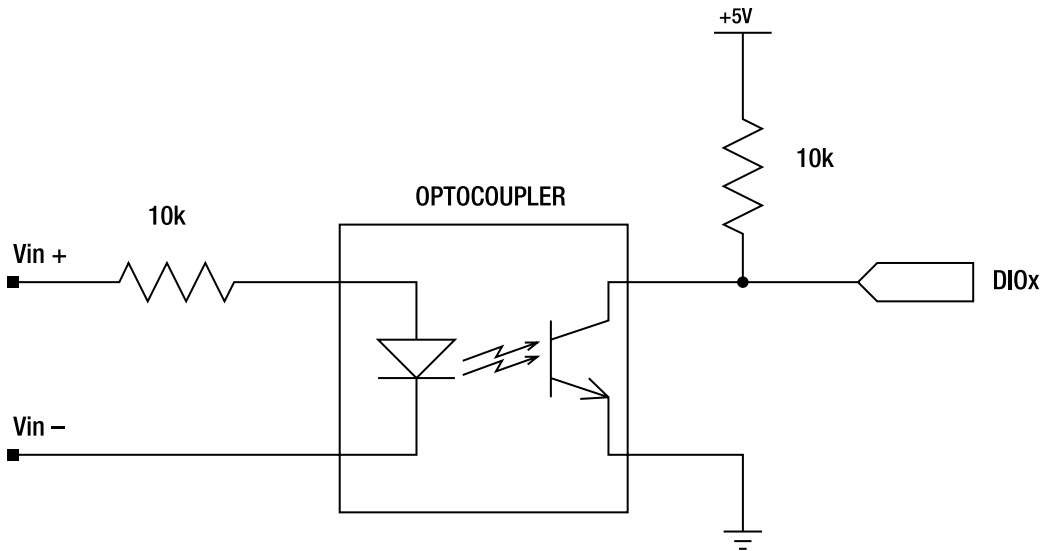 +5V
10k
OPTOCOUPLER
10k
Vin +
DIOx
Vin –